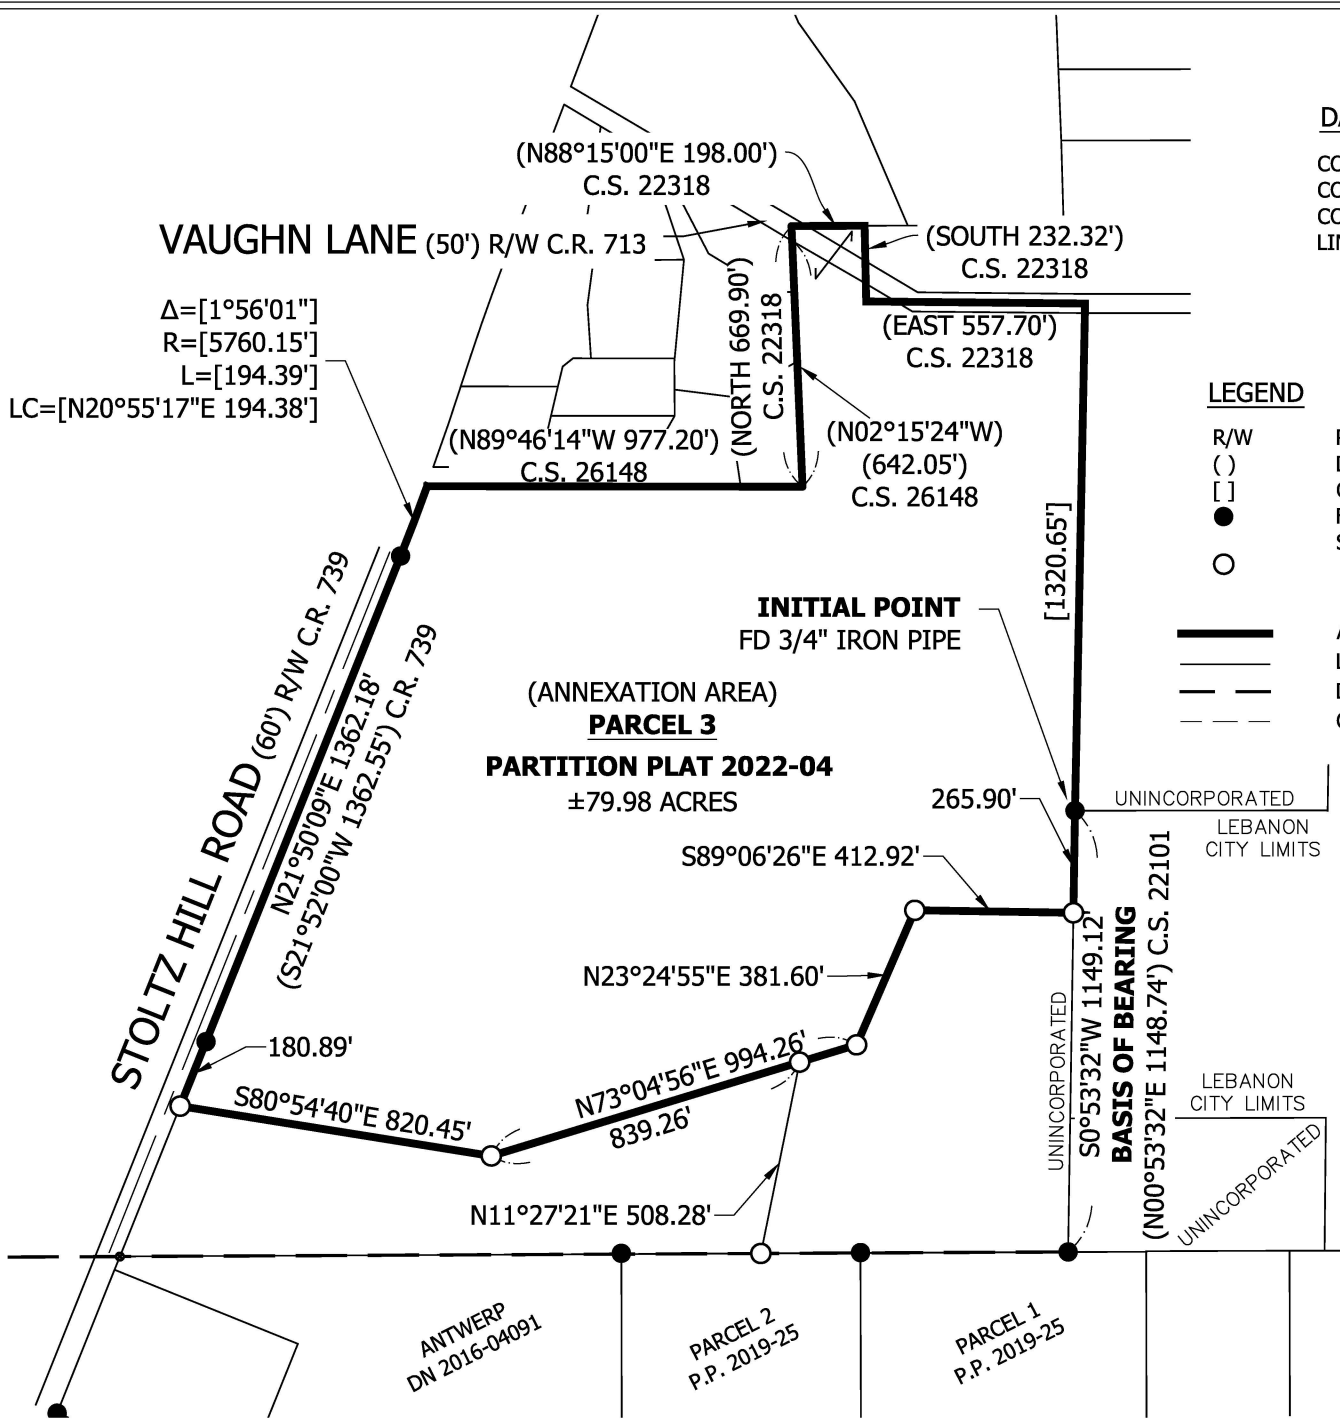 (N88°15'00"E 198.00')
C.S. 22318
VAUGHN LANE (50') R/W C.R. 713
(SOUTH 232.32')
C.S. 22318
Δ=[1°56'01"]
R=[5760.15']
L=[194.39']
LC=[N20°55'17"E 194.38']
(NORTH 669.90')
C.S. 22318
(EAST 557.70')
C.S. 22318
(N89°46'14"W 977.20')
C.S. 26148
(N02°15'24"W)
(642.05')
C.S. 26148
LEGEND
R/W
( )
[ ]
[1320.65']
INITIAL POINT
FD 3/4" IRON PIPE
(ANNEXATION AREA)
PARCEL 3
PARTITION PLAT 2022-04
±79.98 ACRES
STOLTZ HILL ROAD (60') R/W C.R. 739
N21°50'09"E 1362.18'
(S21°52'00"W 1362.55') C.R. 739
265.90'
UNINCORPORATED
LEBANON
CITY LIMITS
S89°06'26"E 412.92'
N23°24'55"E 381.60'
180.89'
S80°54'40"E 820.45'
N73°04'56"E 994.26'
839.26'
N11°27'21"E 508.28'
UNINCORPORATED
S0°53'32"W 1149.12'
BASIS OF BEARING
(N00°53'32"E 1148.74') C.S. 22101
LEBANON
CITY LIMITS
UNINCORPORATED
ANTWERP
DN 2016-04091
PARCEL 2
P.P. 2019-25
PARCEL 1
P.P. 2019-25